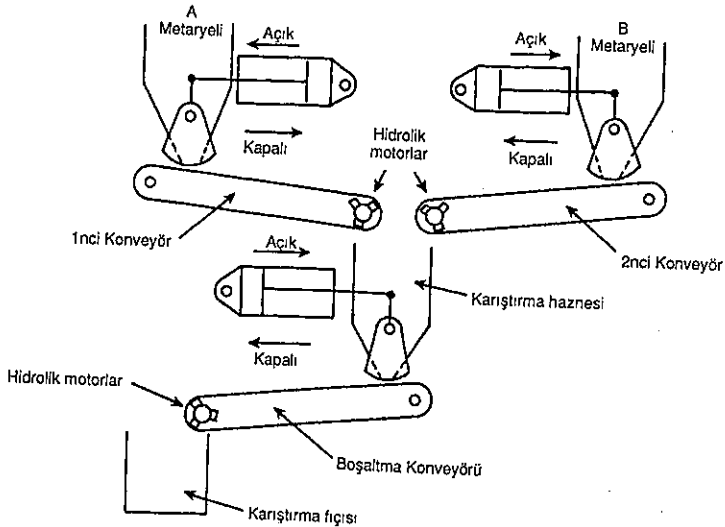 A
Metaryeli
Açık
Kapalı
Açık
B
Metaryeli
Kapalı
Hidrolik
motorlar
1nci Konveyör
2nci Konveyör
Açık
Kapalı
Karıştırma haznesi
Hidrolik motorlar
Boşaltma Konveyörü
Karıştırma fıçısı